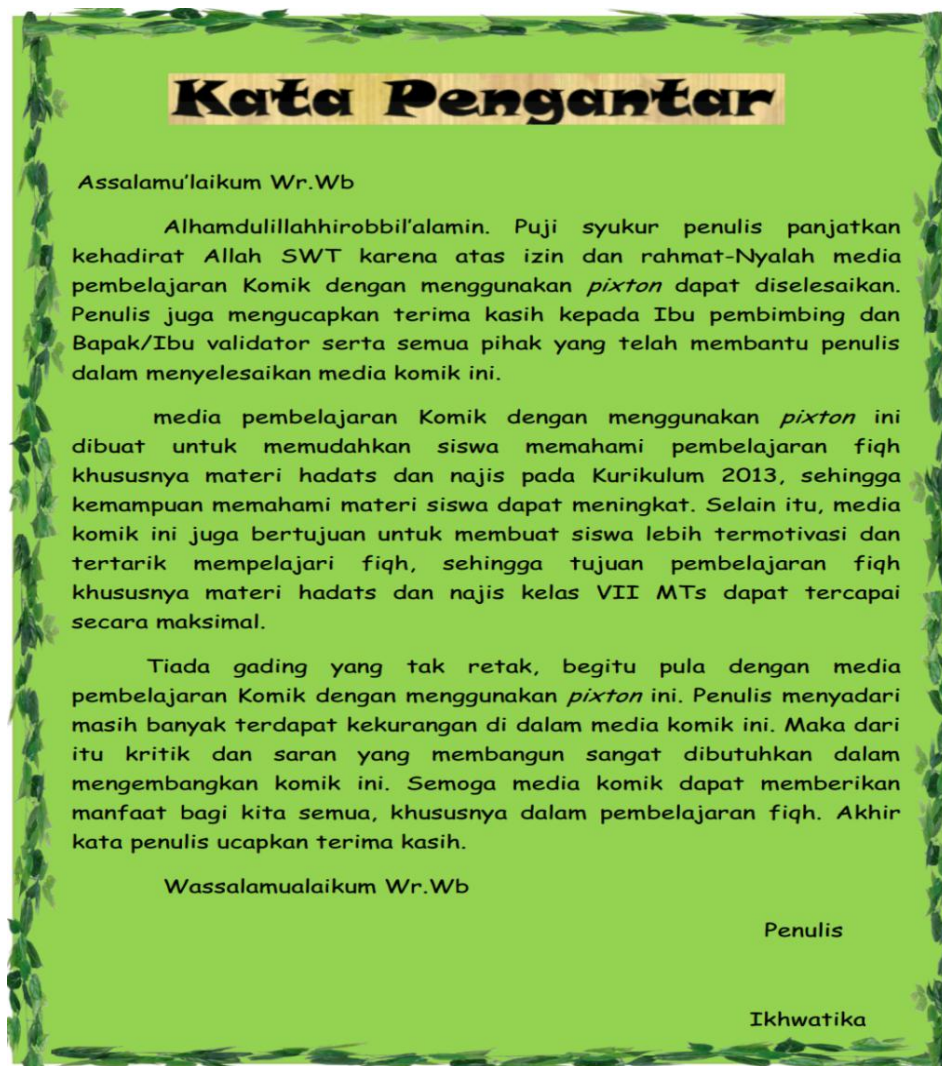 Kata Pengantar
Assalamu'laikum Wr.Wb
Alhamdulillahhirobbil'alamin. Puji syukur penulis panjatkan
kehadirat Allah SWT karena atas izin dan rahmat-Nyalah media
pembelajaran Komik dengan menggunakan pixton dapat diselesaikan.
Penulis juga mengucapkan terima kasih kepada Ibu pembimbing dan
Bapak/Ibu validator serta semua pihak yang telah membantu penulis
dalam menyelesaikan media komik ini.
media pembelajaran Komik dengan menggunakan pixton ini
dibuat untuk memudahkan siswa memahami pembelajaran fiqh
khususnya materi hadats dan najis pada Kurikulum 2013, sehingga
kemampuan memahami materi siswa dapat meningkat. Selain itu, media
komik ini juga bertujuan untuk membuat siswa lebih termotivasi dan
tertarik mempelajari fiqh, sehingga tujuan pembelajaran fiqh
khususnya materi hadats dan najis kelas VII MTs dapat tercapai
secara maksimal.
Tiada gading yang tak retak, begitu pula dengan media
pembelajaran Komik dengan menggunakan pixton ini. Penulis menyadari
masih banyak terdapat kekurangan di dalam media komik ini. Maka dari
itu kritik dan saran yang membangun sangat dibutuhkan dalam
mengembangkan komik ini. Semoga media komik dapat memberikan
manfaat bagi kita semua, khususnya dalam pembelajaran fiqh. Akhir
kata penulis ucapkan terima kasih.
Wassalamualaikum Wr.Wb
Penulis
Ikhwatika